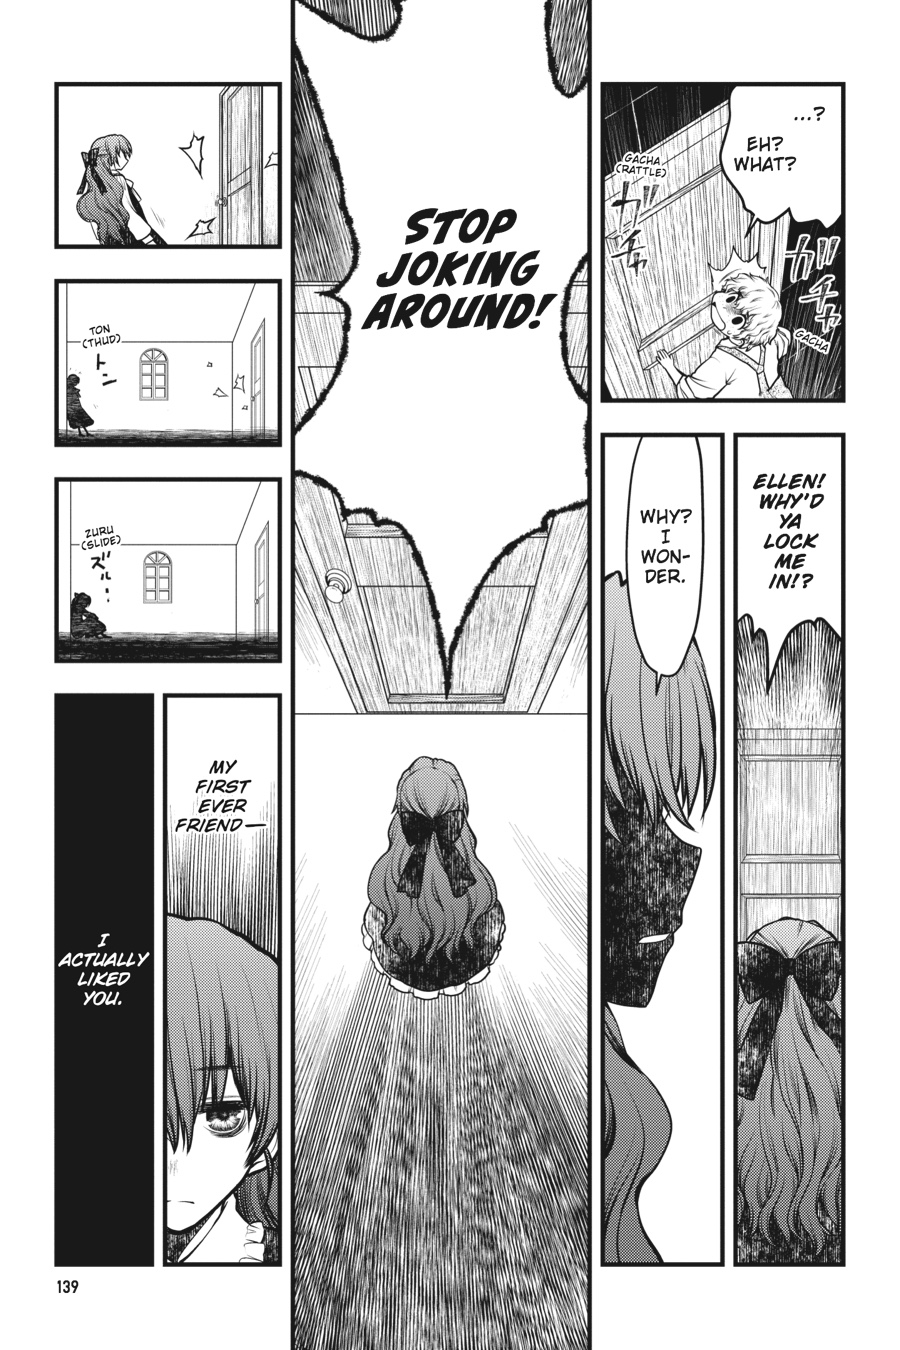 ...?
EH?
WHAT?
GACHA
(RATTLE)
ガチャ
ガチャ
GACHA
ELLEN!
WHY'D
YA
LOCK
ME
IN!?
WHY?
I
WON-
DER.
STOP
JOKING
AROUND!
TON
(THUD)
トン
ZURU
(SLIDE)
ズル...
MY
FIRST
EVER
FRIEND—
I
ACTUALLY
LIKED
YOU.
139